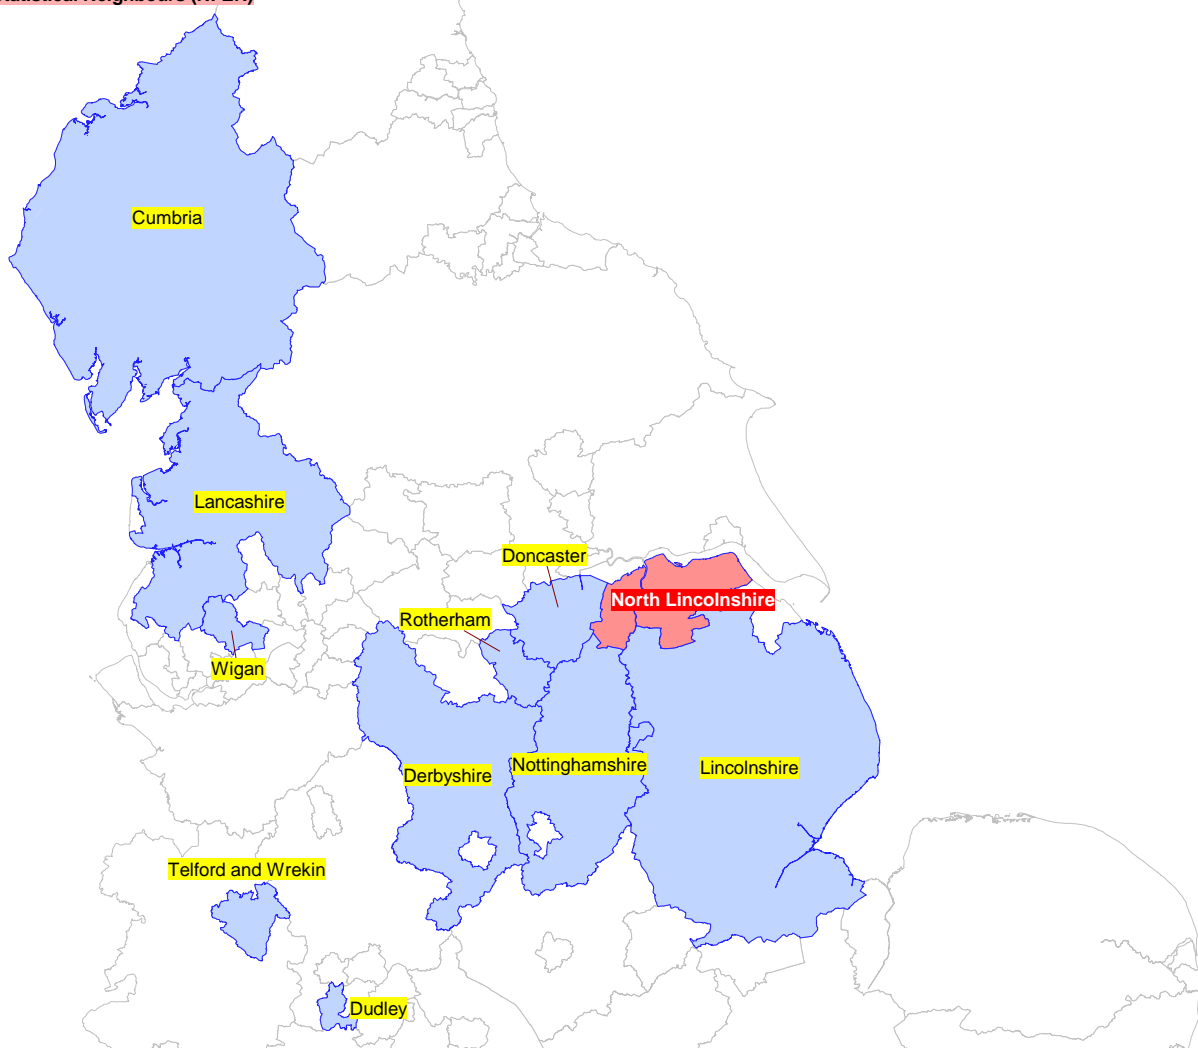 Cumbria
Lancashire
Doncaster
North Lincolnshire
Rotherham
Wigan
Derbyshire
Nottinghamshire
Lincolnshire
Telford and Wrekin
Dudley